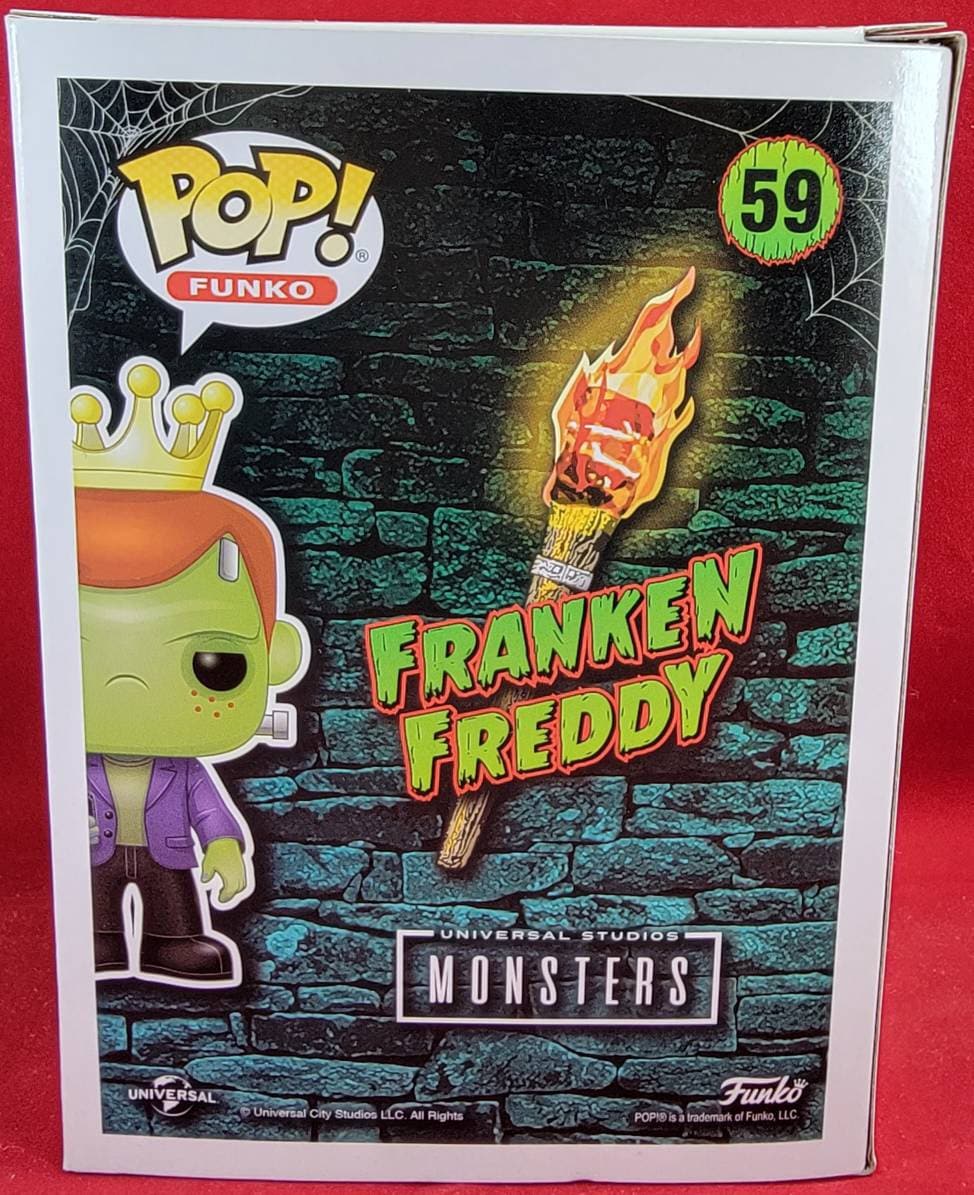 POP!®
FUNKO
59
FRANKEN
FREDDY
UNIVERSAL STUDIOS
MONSTERS
UNIVERSAL
© Universal City Studios LLC. All Rights
Funko
POP!® is a trademark of Funko, LLC.